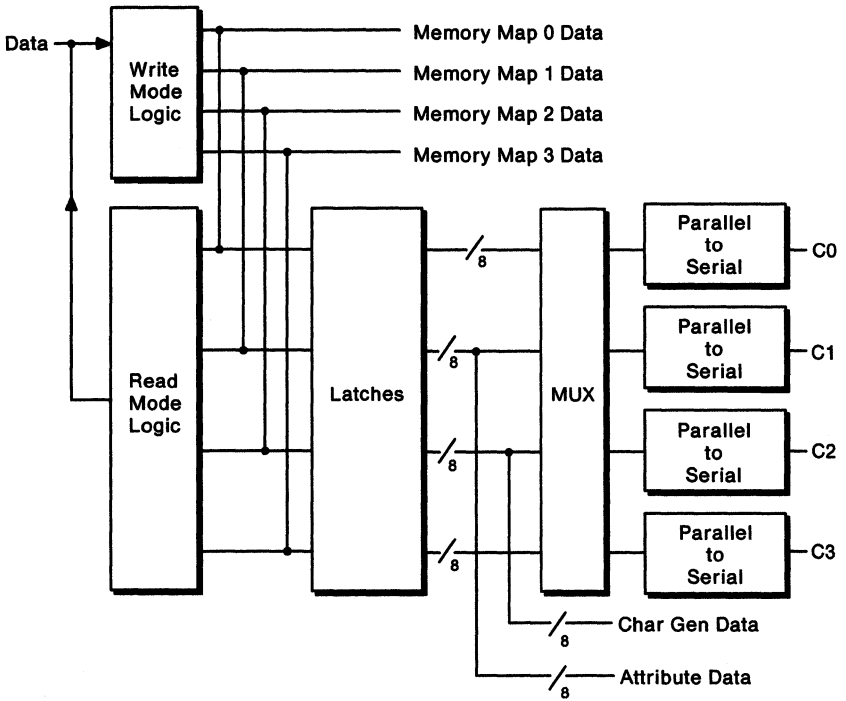 Data
Write
Mode
Logic
Memory Map 0 Data
Memory Map 1 Data
Memory Map 2 Data
Memory Map 3 Data
Read
Mode
Logic
Latches
8
8
8
8
MUX
Parallel
to
Serial
C0
Parallel
to
Serial
C1
Parallel
to
Serial
C2
Parallel
to
Serial
C3
8
Char Gen Data
8
Attribute Data